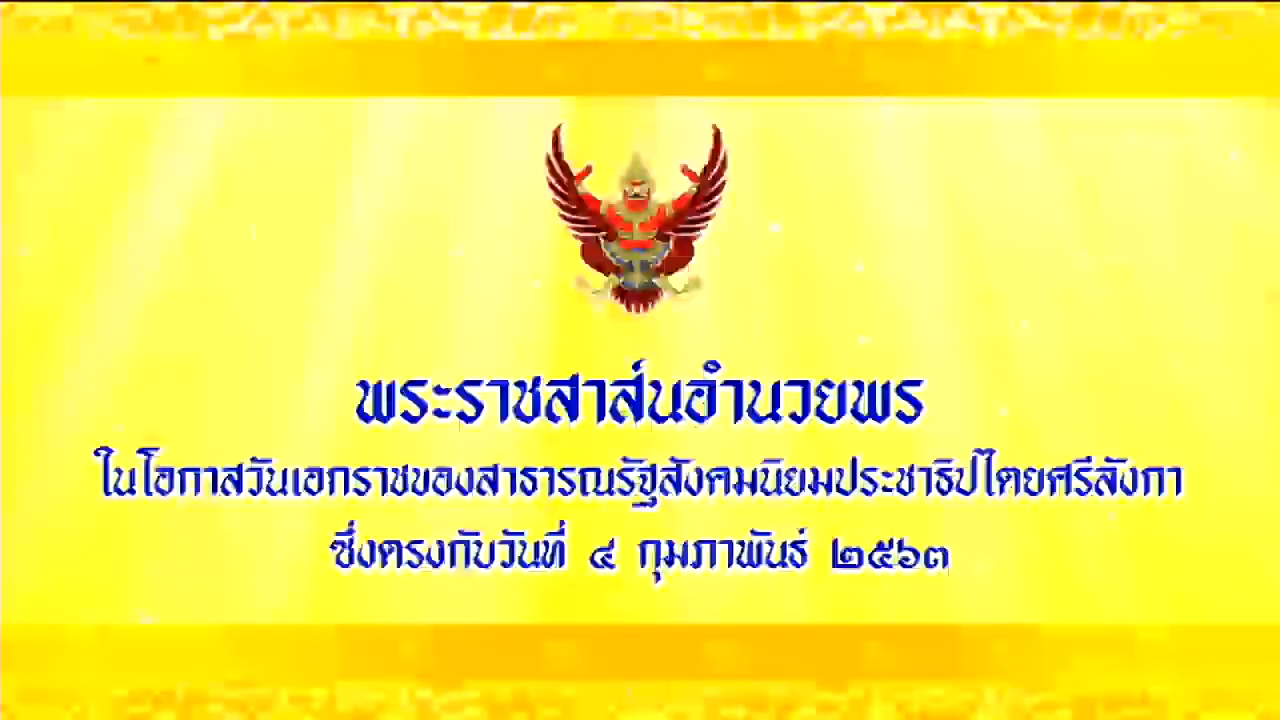 พระราชสาส์นอำนวยพร
ในโอกาสวันเอกราชของสาธารณรัฐสังคมนิยมประชาธิปไตยศรีลังกา
ซึ่งตรงกับวันที่ ๔ กุมภาพันธ์ ๒๕๖๓